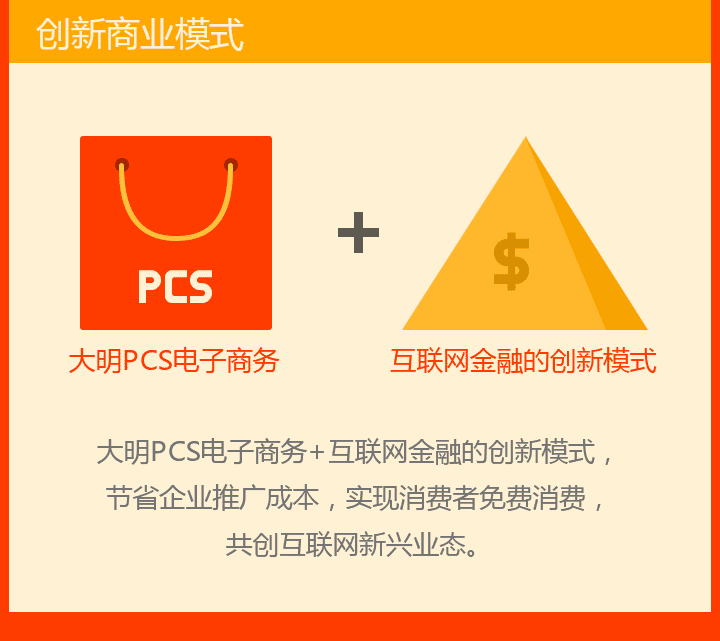 创新商业模式
PCS
$
大明PCS电子商务
互联网金融的创新模式
大明PCS电子商务+互联网金融的创新模式，
节省企业推广成本，实现消费者免费消费，
共创互联网新兴业态。